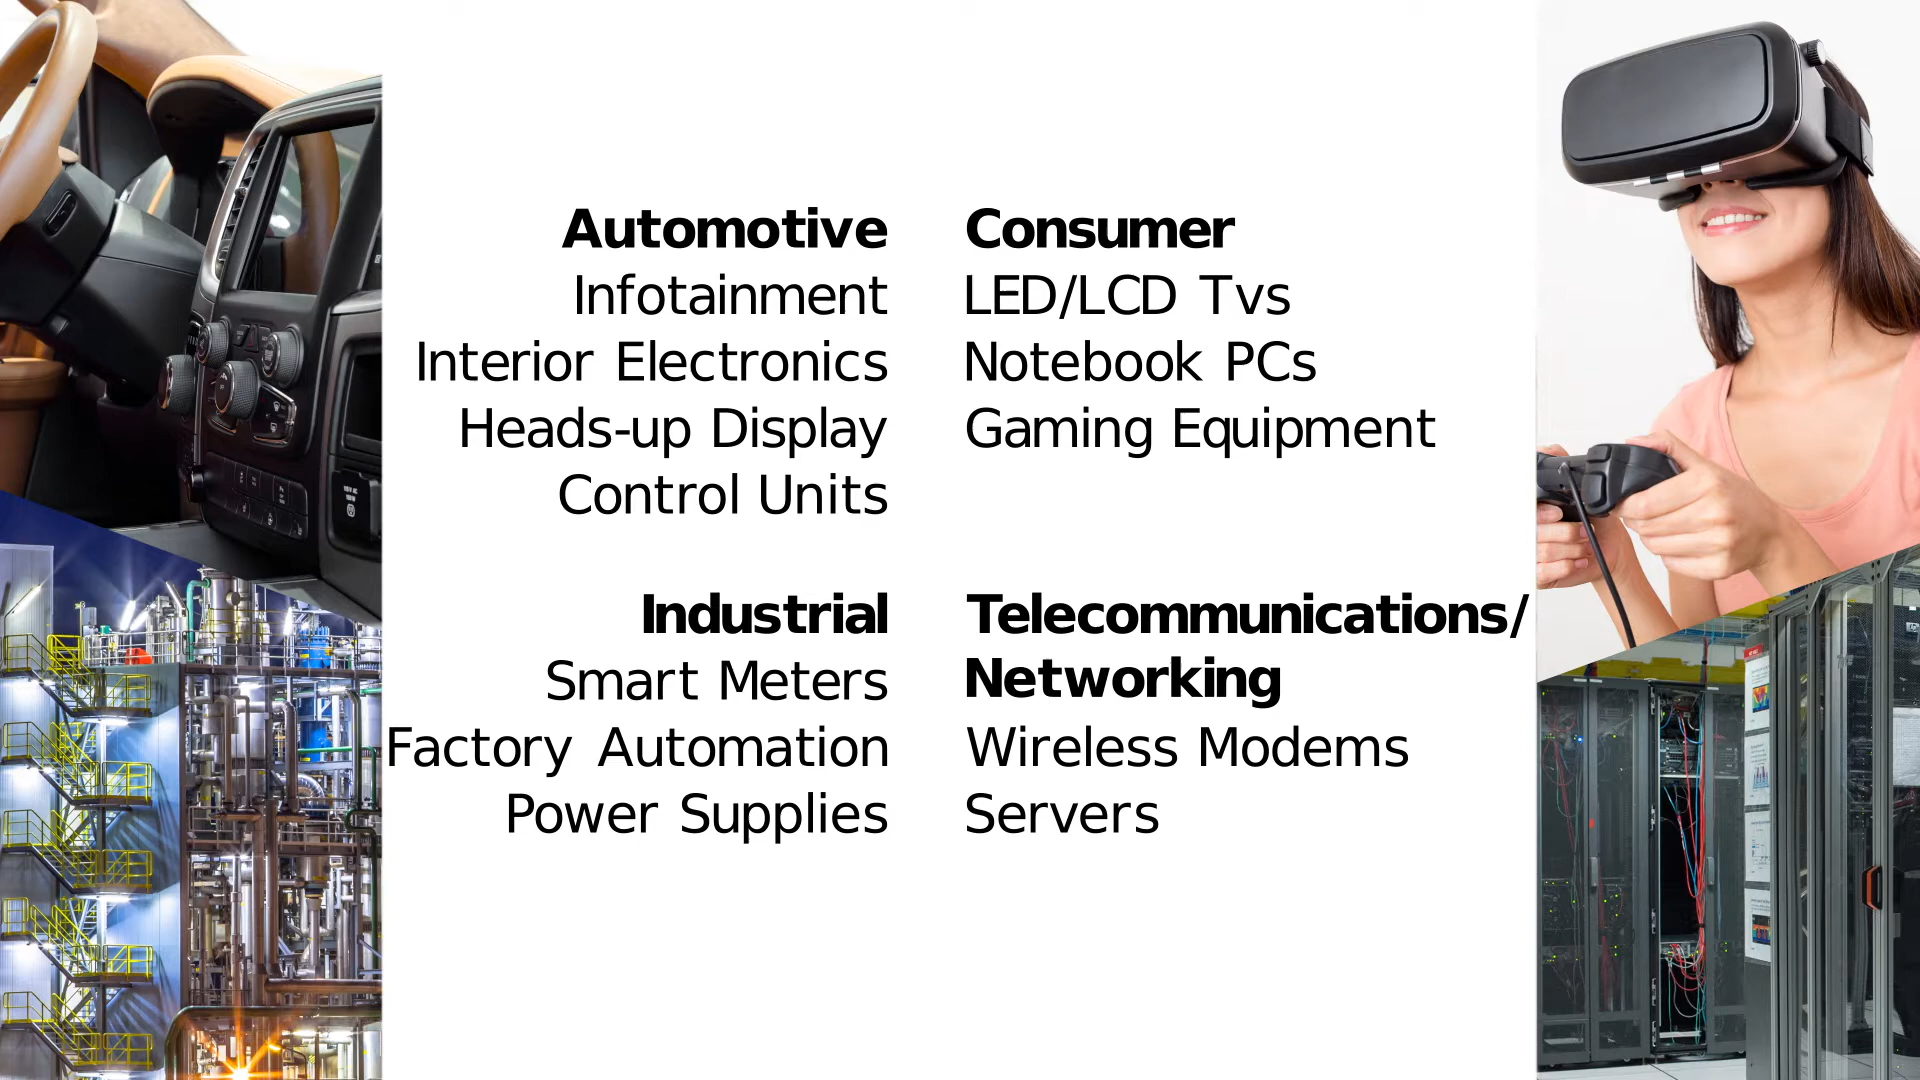 Automotive
Infotainment
Interior Electronics
Heads-up Display
Control Units
Consumer
LED/LCD Tvs
Notebook PCs
Gaming Equipment
Industrial
Smart Meters
Factory Automation
Power Supplies
Telecommunications/
Networking
Wireless Modems
Servers